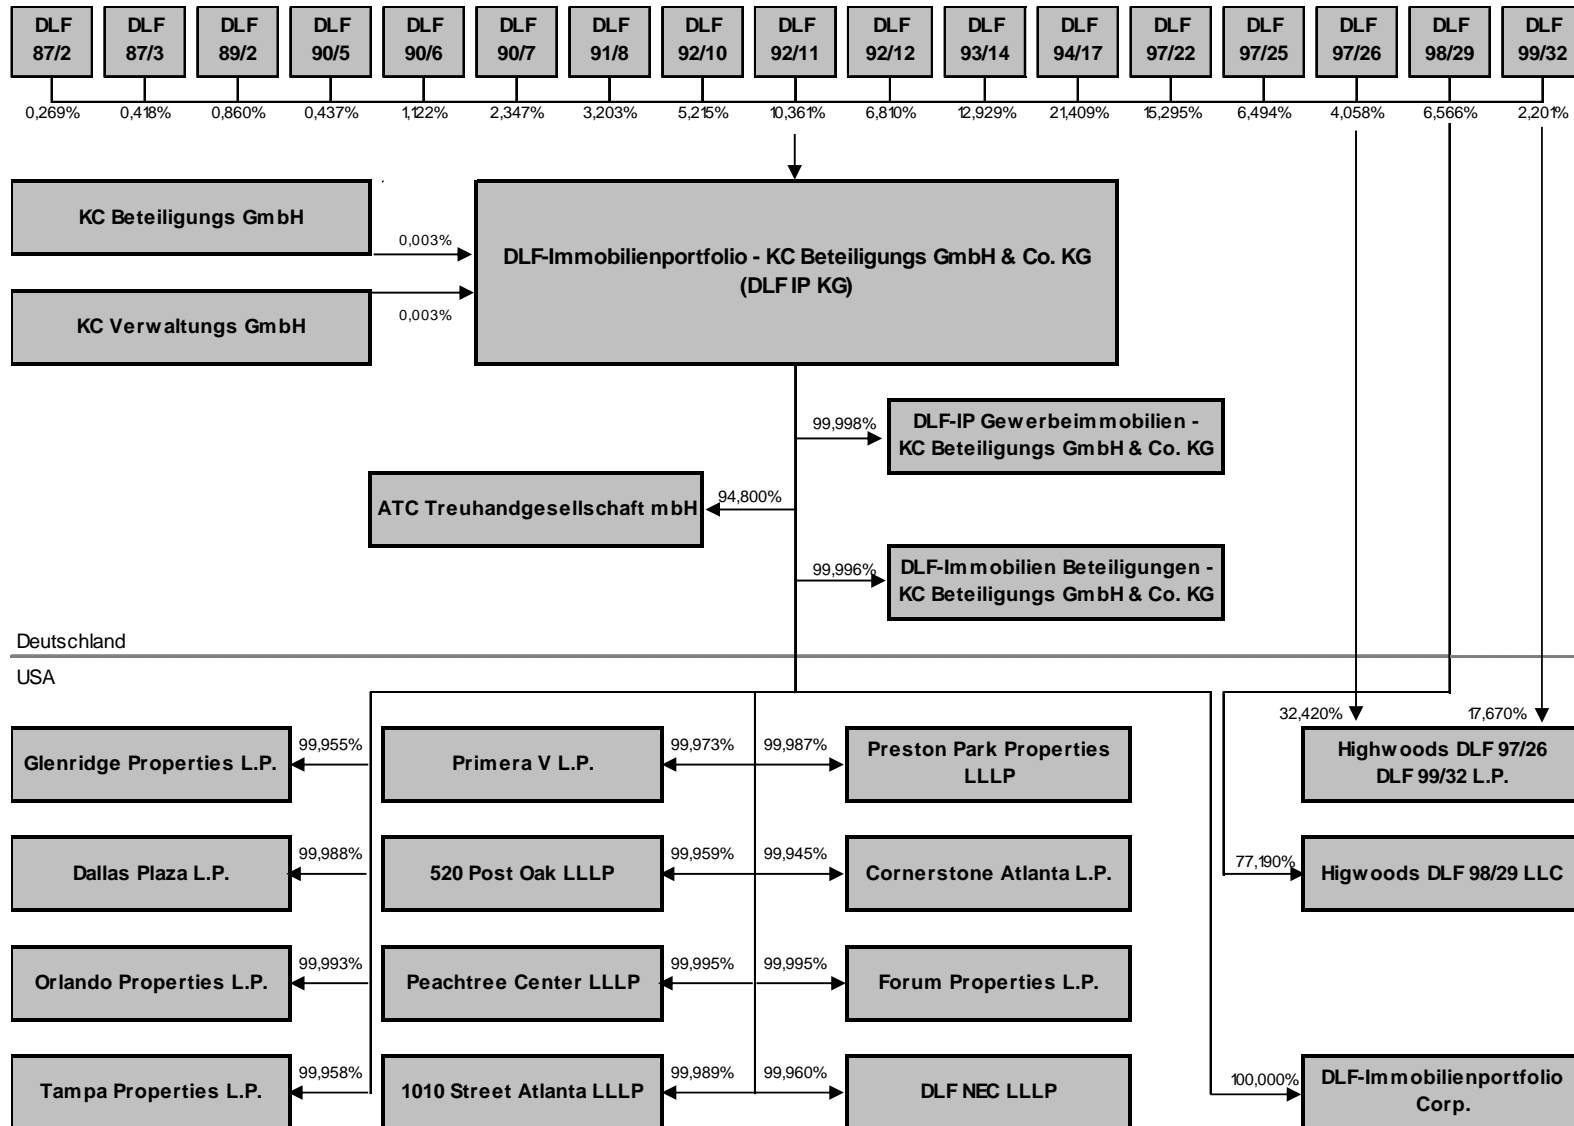 DLF DLF DLF DLF DLF DLF DLF DLF DLF DLF DLF DLF DLF DLF DLF DLF DLF
87/2 87/3 89/2 90/5 90/6 90/7 91/8 92/10 92/11 92/12 93/14 94/17 97/22 97/25 97/26 98/29 99/32
0,269% 0,418% 0,860% 0,437% 1,122% 2,347% 3,203% 5,215% 10,361% 6,810% 12,929% 21,409% 15,295% 6,494% 4,058% 6,566% 2,201%
KC Beteiligungs GmbH
0,003%
DLF-Immobilienportfolio - KC Beteiligungs GmbH & Co. KG
(DLF IP KG)
KC Verwaltungs GmbH
0,003%
99,998%
DLF-IP Gewerbeimmobilien -
KC Beteiligungs GmbH & Co. KG
ATC Treuhandgesellschaft mbH
94,800%
99,996%
DLF-Immobilien Beteiligungen -
KC Beteiligungs GmbH & Co. KG
Deutschland
USA
32,420% 17,670%
Glenridge Properties L.P. 99,955% Primera V L.P. 99,973% 99,987% Preston Park Properties
LLLP
Highwoods DLF 97/26
DLF 99/32 L.P.
Dallas Plaza L.P. 99,988% 520 Post Oak LLLP 99,959% 99,945% Cornerstone Atlanta L.P. 77,190% Higwoods DLF 98/29 LLC
Orlando Properties L.P. 99,993% Peachtree Center LLLP 99,995% 99,995% Forum Properties L.P.
Tampa Properties L.P. 99,958% 1010 Street Atlanta LLLP 99,989% 99,960% DLF NEC LLLP 100,000% DLF-Immobilienportfolio
Corp.